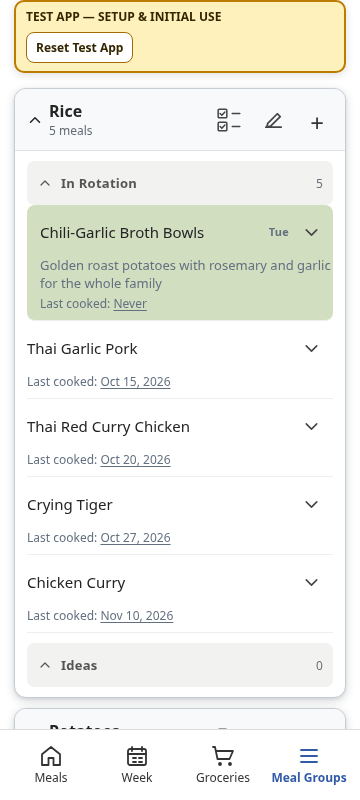 TEST APP — SETUP & INITIAL USE
Reset Test App
Rice
5 meals
In Rotation 5
Chili-Garlic Broth Bowls Tue
Golden roast potatoes with rosemary and garlic
for the whole family
Last cooked: Never
Thai Garlic Pork
Last cooked: Oct 15, 2026
Thai Red Curry Chicken
Last cooked: Oct 20, 2026
Crying Tiger
Last cooked: Oct 27, 2026
Chicken Curry
Last cooked: Nov 10, 2026
Ideas 0
Meals Week Groceries Meal Groups